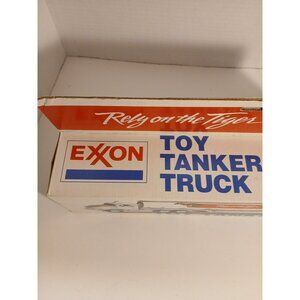 Rely on the Tiger
EXXON
TOY
TANKER
TRUCK